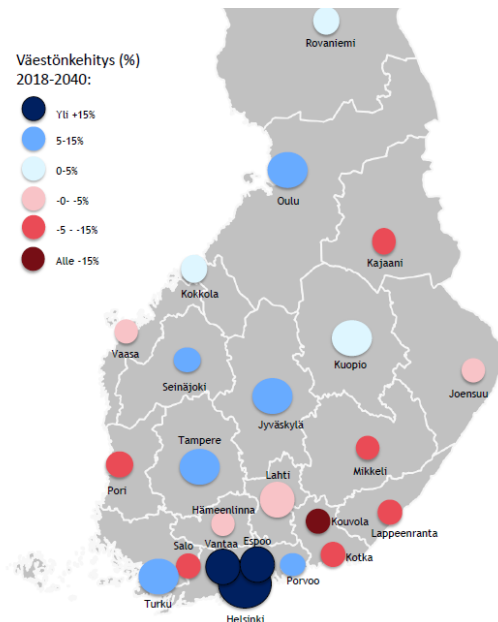 Väestönkehitys (%)
2018-2040:
Yli +15%
5-15%
0-5%
-0- -5%
-5 - -15%
Alle -15%
Rovaniemi
Oulu
Kajaani
Kokkola
Vaasa
Seinäjoki
Kuopio
Joensuu
Jyväskylä
Tampere
Mikkeli
Pori
Lahti
Hämeenlinna
Kouvola
Lappeenranta
Vantaa
Espoo
Salo
Kotka
Porvoo
Turku
Helsinki